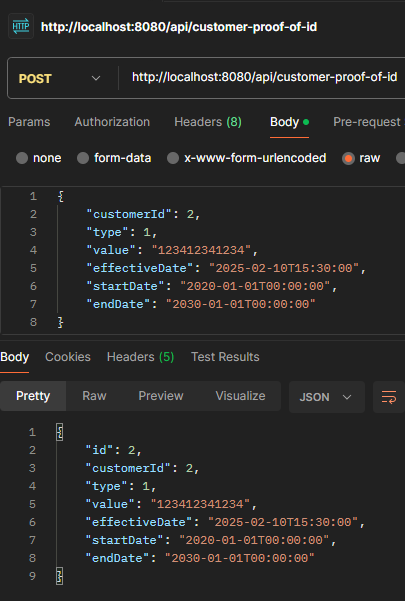 HTTP http://localhost:8080/api/customer-proof-of-id
POST http://localhost:8080/api/customer-proof-of-id
Params Authorization Headers (8) Body Pre-request
none form-data x-www-form-urlencoded raw
1 {
2 "customerId": 2,
3 "type": 1,
4 "value": "123412341234",
5 "effectiveDate": "2025-02-10T15:30:00",
6 "startDate": "2020-01-01T00:00:00",
7 "endDate": "2030-01-01T00:00:00"
8 }
Body Cookies Headers (5) Test Results
Pretty Raw Preview Visualize JSON
1 {
2 "id": 2,
3 "customerId": 2,
4 "type": 1,
5 "value": "123412341234",
6 "effectiveDate": "2025-02-10T15:30:00",
7 "startDate": "2020-01-01T00:00:00",
8 "endDate": "2030-01-01T00:00:00"
9 }